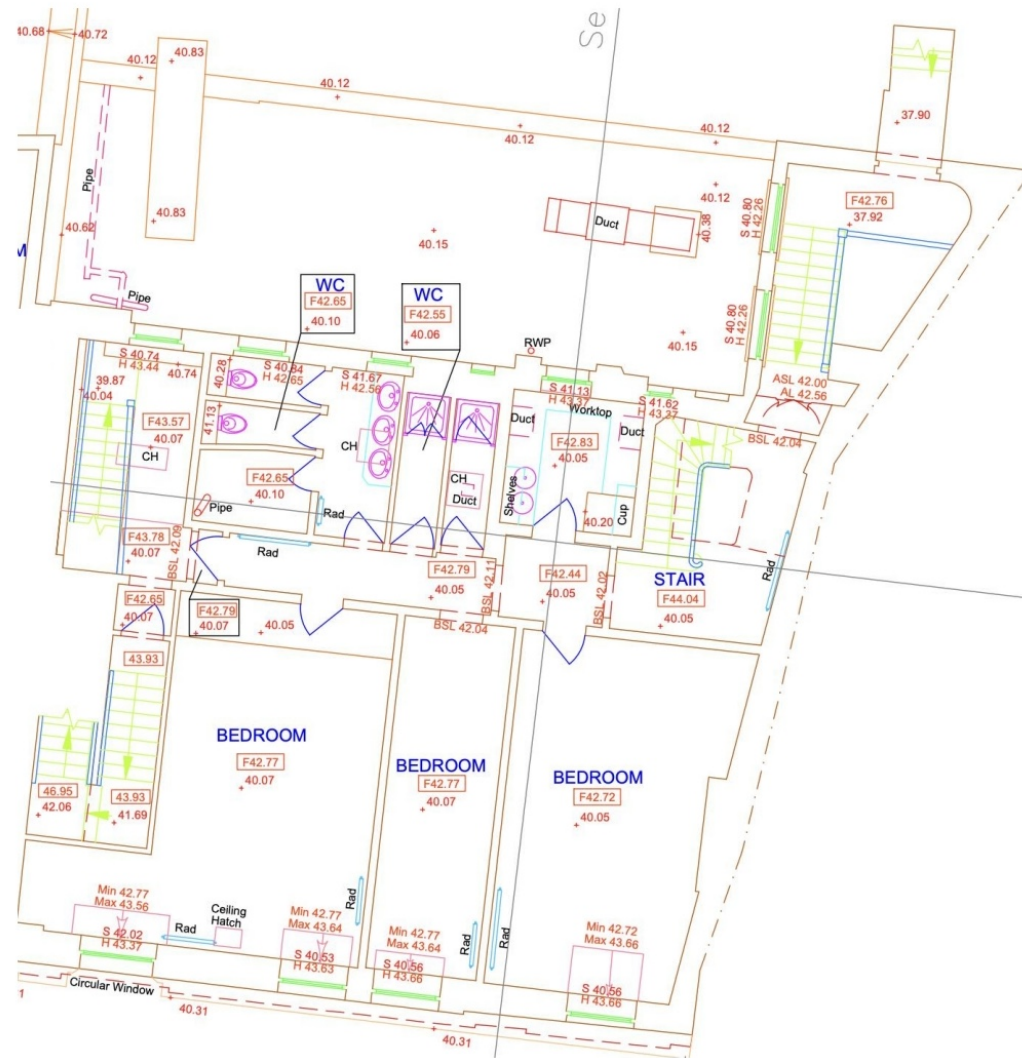 Se
40.68
40.72
40.12
40.83
40.12
40.12
40.12
37.90
Pipe
40.83
40.62
40.15
Duct
40.38
40.12
S 40.80
H 42.26
F42.76
37.92
M
WC
F42.65
40.10
WC
F42.55
40.06
Pipe
Pipe
RWP
40.15
S 40.80
H 42.26
S 40.74
H 43.44
40.74
40.28
S 40.84
H 42.65
S 41.67
H 42.56
S 41.13
H 43.37
S 41.62
H 43.27
ASL 42.00
AL 42.56
BSL 42.04
39.87
40.04
F43.57
40.07
CH
41.13
CH
Duct
Worktop
Duct
F42.83
40.05
F42.65
40.10
Pipe
Rad
CH
Duct
Shelves
40.20
Cup
F43.78
40.07
BSL 42.09
Rad
F42.79
40.05
BSL 42.11
F42.44
40.05
BSL 42.02
STAIR
F44.04
40.05
Rad
F42.65
40.07
F42.79
40.07
40.05
BSL 42.04
43.93
BEDROOM
F42.77
40.07
BEDROOM
F42.77
40.07
BEDROOM
F42.72
40.05
46.95
42.06
43.93
41.69
Min 42.77
Max 43.56
S 42.02
H 43.37
Rad
Ceiling
Hatch
Min 42.77
Max 43.64
S 40.53
H 43.63
Rad
Min 42.77
Max 43.64
S 40.56
H 43.66
Rad
Rad
Min 42.72
Max 43.66
S 40.56
H 43.66
Circular Window
40.31
40.31